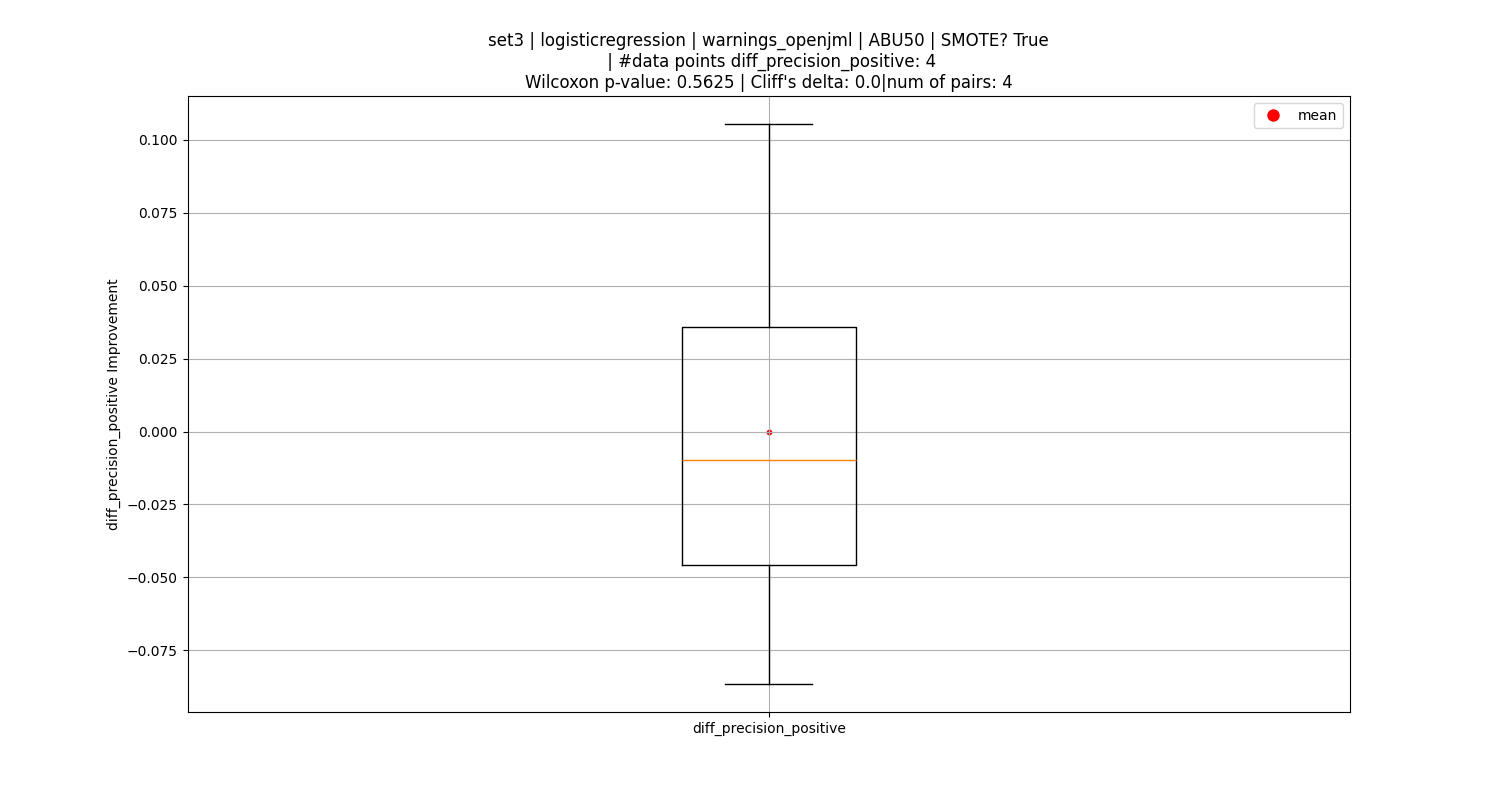 set3 | logisticregression | warnings_openjml | ABU50 | SMOTE? True
| #data points diff_precision_positive: 4
Wilcoxon p-value: 0.5625 | Cliff's delta: 0.0|num of pairs: 4
mean
0.100
0.075
0.050
0.025
0.000
−0.025
−0.050
−0.075
diff_precision_positive Improvement
diff_precision_positive